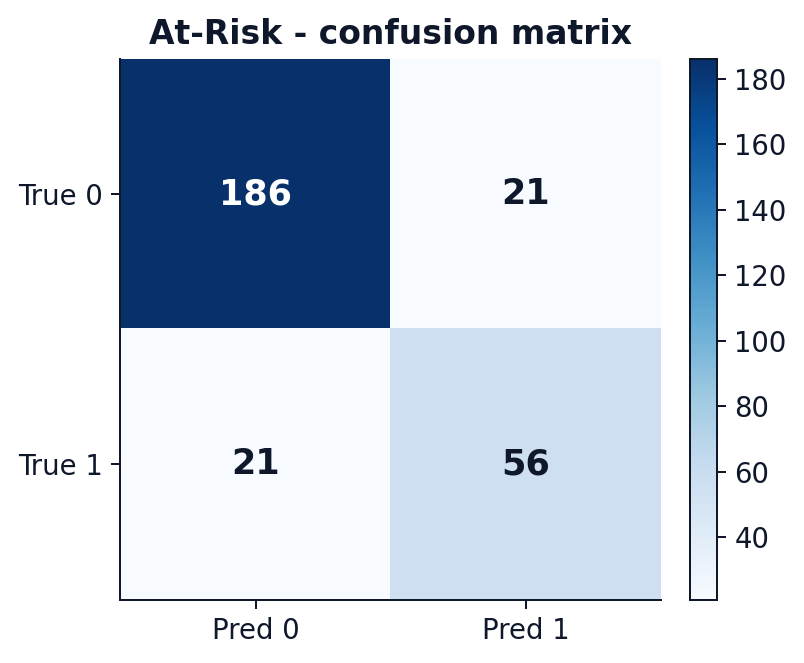 At-Risk - confusion matrix
True 0
186
21
True 1
21
56
Pred 0
Pred 1
180
160
140
120
100
80
60
40